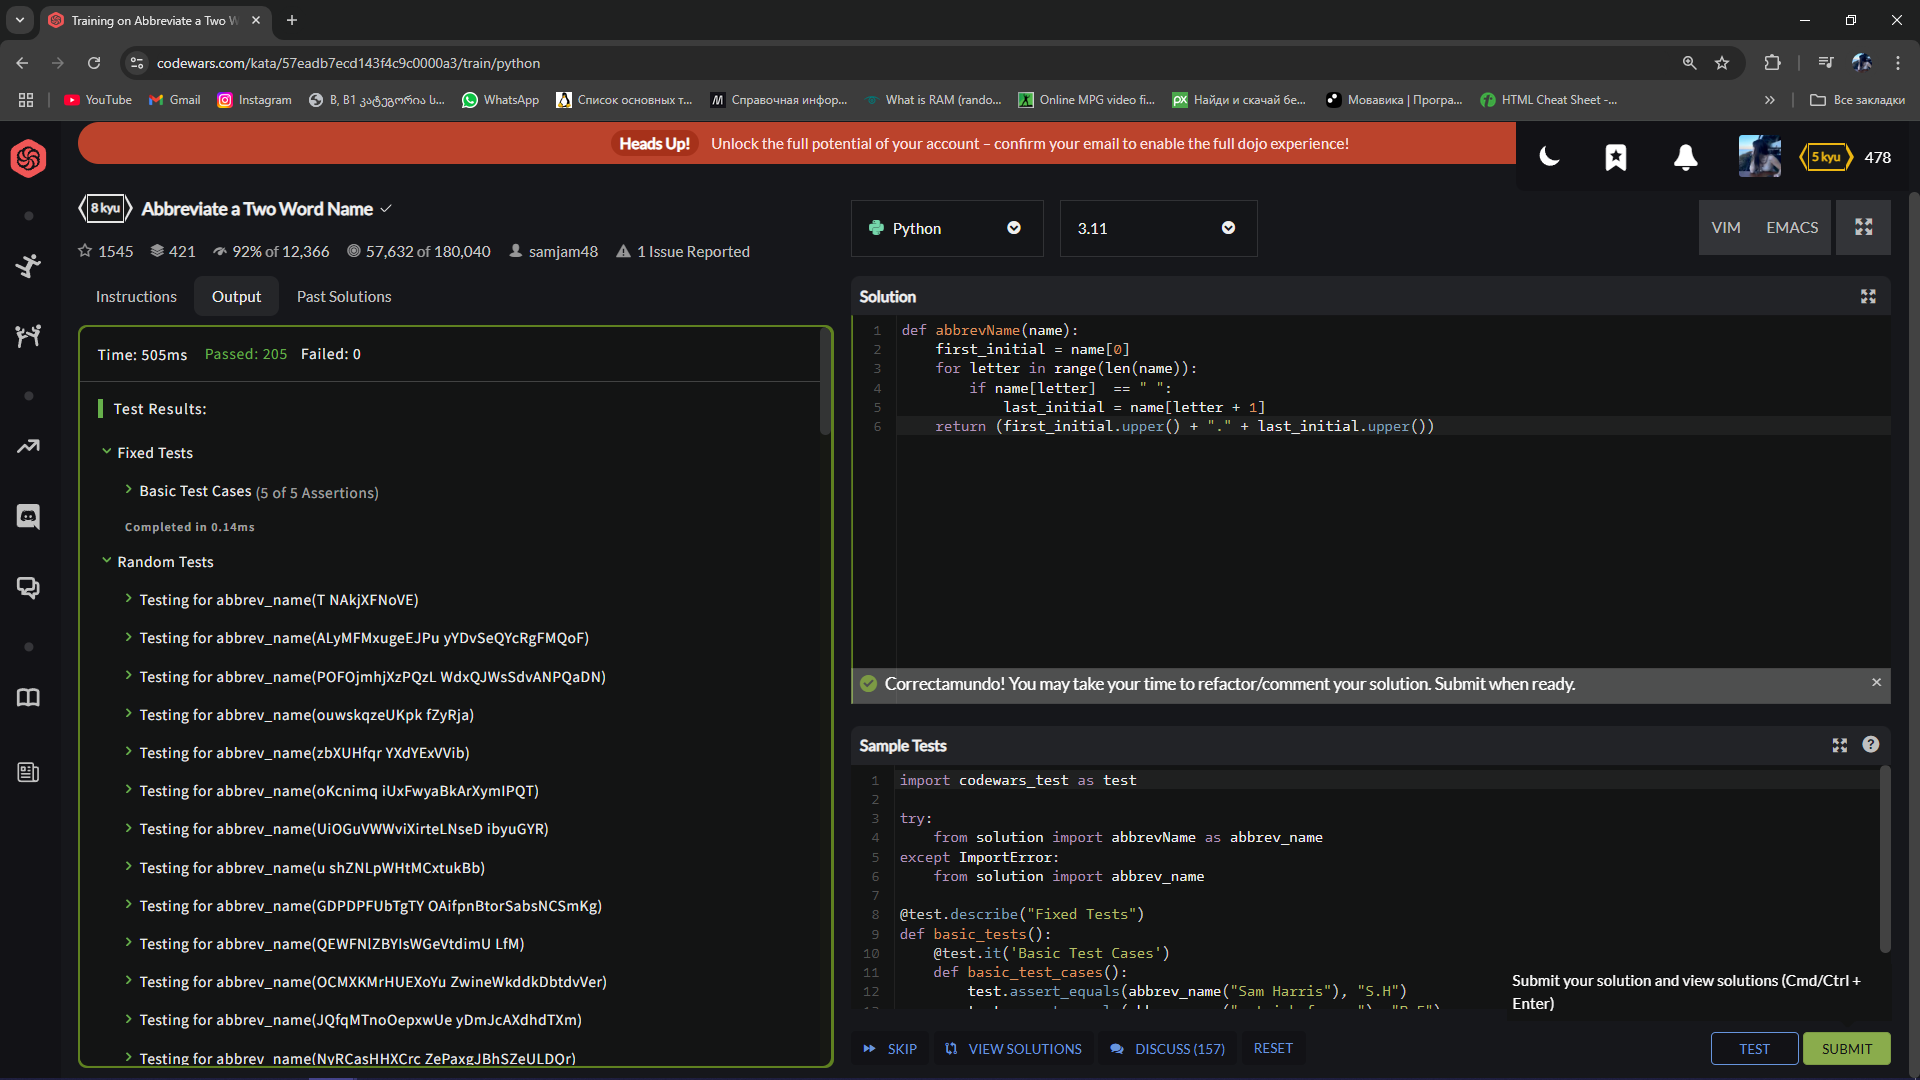 Training on Abbreviate a Two W
codewars.com/kata/57eadb7ecd143f4c9c0000a3/train/python
YouTube
Gmail
Instagram
B, B1 კატეგორია ს...
WhatsApp
Список основных т...
Справочная инфор...
What is RAM (rando...
Online MPG video fi...
Найди и скачай бе...
Мовавика | Програ...
HTML Cheat Sheet -...
Все закладки
Heads Up! Unlock the full potential of your account – confirm your email to enable the full dojo experience!
5 kyu 478
8 kyu Abbreviate a Two Word Name
1545 421 92% of 12,366 57,632 of 180,040 samjam48 1 Issue Reported
Python
3.11
VIM EMACS
Instructions Output Past Solutions
Time: 505ms Passed: 205 Failed: 0
Test Results:
Fixed Tests
Basic Test Cases (5 of 5 Assertions)
Completed in 0.14ms
Random Tests
Testing for abbrev_name(T NAkjXFNoVE)
Testing for abbrev_name(ALyMFMxugeEJPu yYDvSeQYcRgFMQoF)
Testing for abbrev_name(POFOjmhjXzPQzL WdxQJWsSdvANPQaDN)
Testing for abbrev_name(ouwskqzeUKpk fZyRja)
Testing for abbrev_name(zbXUHfqr YXdYExVVib)
Testing for abbrev_name(oKcnimq iUxFwyaBkArXymIPQT)
Testing for abbrev_name(UiOGuVWWviXirteLNseD ibyuGYR)
Testing for abbrev_name(u shZNLpWHtMCxtukBb)
Testing for abbrev_name(GDPDPFUbTgTY OAifpnBtorSabsNCSmKg)
Testing for abbrev_name(QEWFNlZBYIsWGeVtdimU LfM)
Testing for abbrev_name(OCMXKMrHUEXoYu ZwineWkddkDbtdvVer)
Testing for abbrev_name(JQfqMTnoOepxwUe yDmJcAXdhdTXm)
Testing for abbrev_name(NyRCasHHXCrc ZePaxgJBhSZeULDQr)
Solution
1 def abbrevName(name):
2 first_initial = name[0]
3 for letter in range(len(name)):
4 if name[letter]  == " ":
5 last_initial = name[letter + 1]
6 return (first_initial.upper() + "." + last_initial.upper())
Correctamundo! You may take your time to refactor/comment your solution. Submit when ready.
Sample Tests
1 import codewars_test as test
2
3 try:
4 from solution import abbrevName as abbrev_name
5 except ImportError:
6 from solution import abbrev_name
7
8 @test.describe("Fixed Tests")
9 def basic_tests():
10 @test.it('Basic Test Cases')
11 def basic_test_cases():
12 test.assert_equals(abbrev_name("Sam Harris"), "S.H")
Submit your solution and view solutions (Cmd/Ctrl +
Enter)
SKIP VIEW SOLUTIONS DISCUSS (157) RESET
TEST SUBMIT